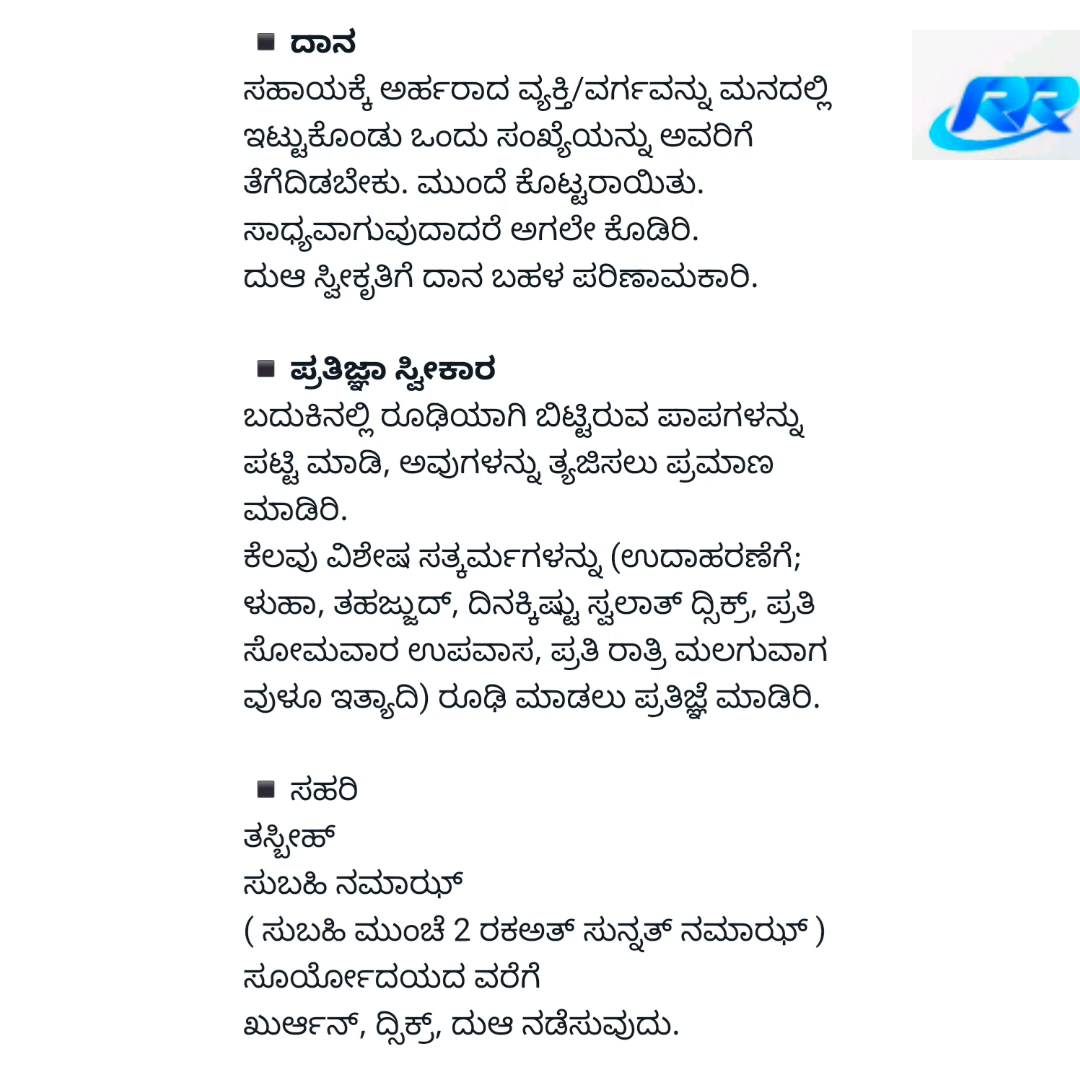 ▪ ದಾನ
ಸಹಾಯಕ್ಕೆ ಅರ್ಹರಾದ ವ್ಯಕ್ತಿ/ವರ್ಗವನ್ನು ಮನದಲ್ಲಿ
ಇಟ್ಟುಕೊಂಡು ಒಂದು ಸಂಖ್ಯೆಯನ್ನು ಅವರಿಗೆ
ತೆಗೆದಿಡಬೇಕು. ಮುಂದೆ ಕೊಟ್ಟರಾಯಿತು.
ಸಾಧ್ಯವಾಗುವುದಾದರೆ ಅಗಲೇ ಕೊಡಿರಿ.
ದುಆ ಸ್ವೀಕೃತಿಗೆ ದಾನ ಬಹಳ ಪರಿಣಾಮಕಾರಿ.
▪ ಪ್ರತಿಜ್ಞಾ ಸ್ವೀಕಾರ
ಬದುಕಿನಲ್ಲಿ ರೂಢಿಯಾಗಿ ಬಿಟ್ಟಿರುವ ಪಾಪಗಳನ್ನು
ಪಟ್ಟಿ ಮಾಡಿ, ಅವುಗಳನ್ನು ತ್ಯಜಿಸಲು ಪ್ರಮಾಣ
ಮಾಡಿರಿ.
ಕೆಲವು ವಿಶೇಷ ಸತ್ಕರ್ಮಗಳನ್ನು (ಉದಾಹರಣೆಗೆ;
ಳುಹಾ, ತಹಜ್ಜುದ್, ದಿನಕ್ಕಿಷ್ಟು ಸ್ವಲಾತ್ ದ್ಸಿಕ್ರ್, ಪ್ರತಿ
ಸೋಮವಾರ ಉಪವಾಸ, ಪ್ರತಿ ರಾತ್ರಿ ಮಲಗುವಾಗ
ವುಳೂ ಇತ್ಯಾದಿ) ರೂಢಿ ಮಾಡಲು ಪ್ರತಿಜ್ಞೆ ಮಾಡಿರಿ.
▪ ಸಹರಿ
ತಸ್ಬೀಹ್
ಸುಬಹಿ ನಮಾಝ್
( ಸುಬಹಿ ಮುಂಚೆ 2 ರಕಅತ್ ಸುನ್ನತ್ ನಮಾಝ್ )
ಸೂರ್ಯೋದಯದ ವರೆಗೆ
ಖುರ್ಆನ್, ದ್ಸಿಕ್ರ್, ದುಆ ನಡೆಸುವುದು.
RR